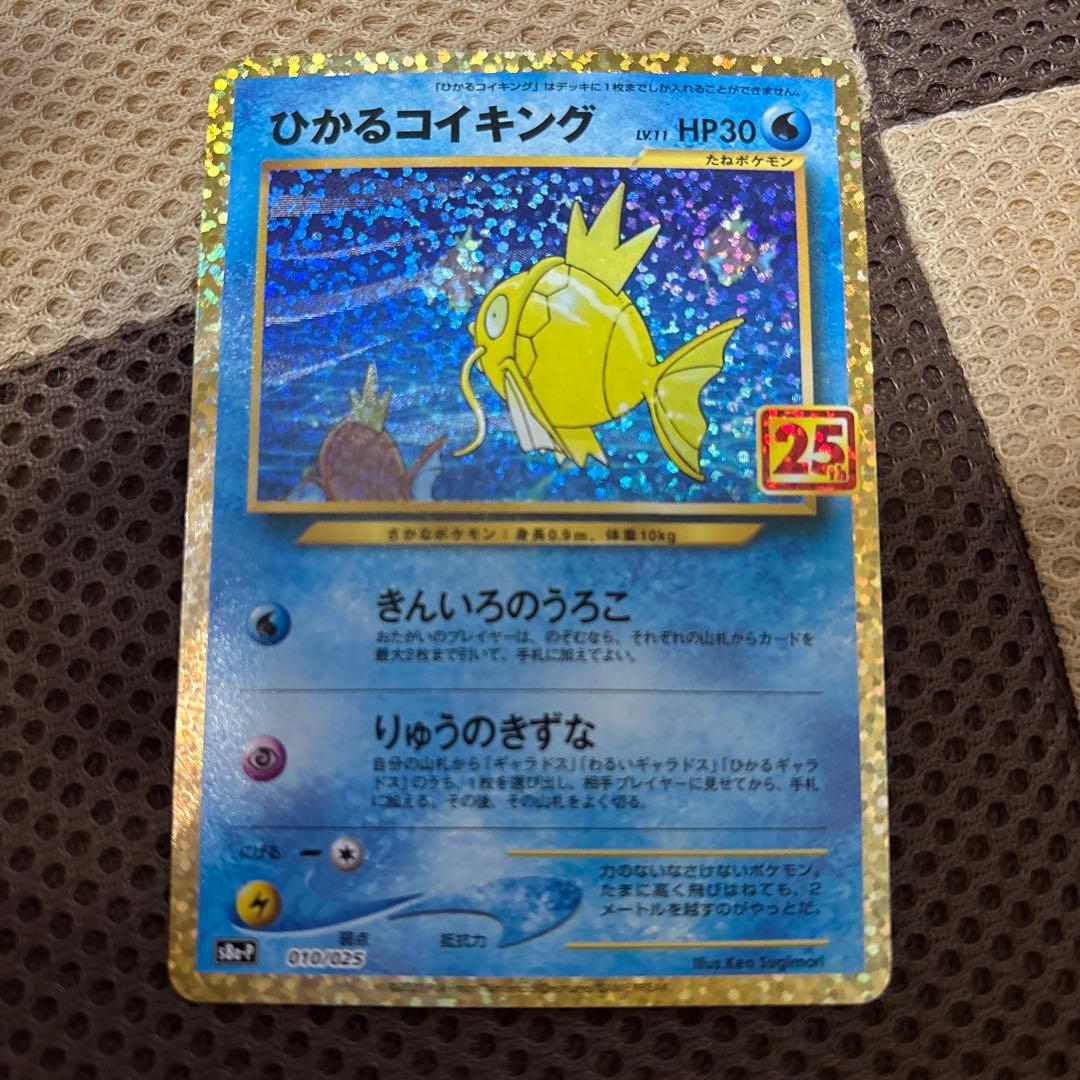 「ひかるコイキング」はデッキに1枚までしか入れることができません。
ひかるコイキング LV.11 HP30
たねポケモン
25th
さかなポケモン：身長0.9m、体重10kg
きんいろのうろこ
おたがいのプレイヤーは、のぞむなら、それぞれの山札からカードを
最大2枚まで引いて、手札に加えてよい。
りゅうのきずな
自分の山札から「ギャラドス」「わるいギャラドス」「ひかるギャラ
ドス」のうち、1枚を選び出し、相手プレイヤーに見せてから、手札
に加える。その後、その山札をよく切る。
にげる
力のないなさけないポケモン。
たまに高く飛びはねても、2
メートルを越すのがやっとだ。
弱点 抵抗力
s8a-P 010/025
Illus.Ken Sugimori
GAME FREAK